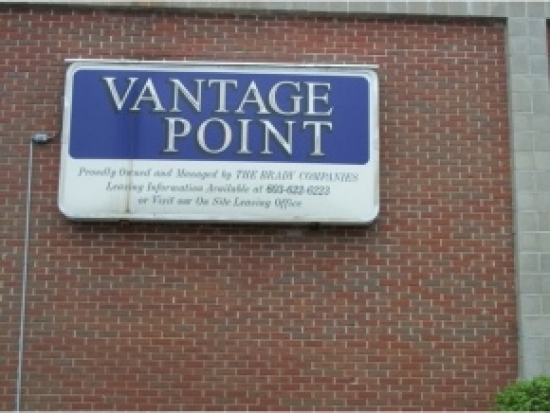 VANTAGE
POINT
Proudly Owned and Managed by THE BRADY COMPANIES
Leasing Information Available at 603-622-6223
or Visit our On Site Leasing Office